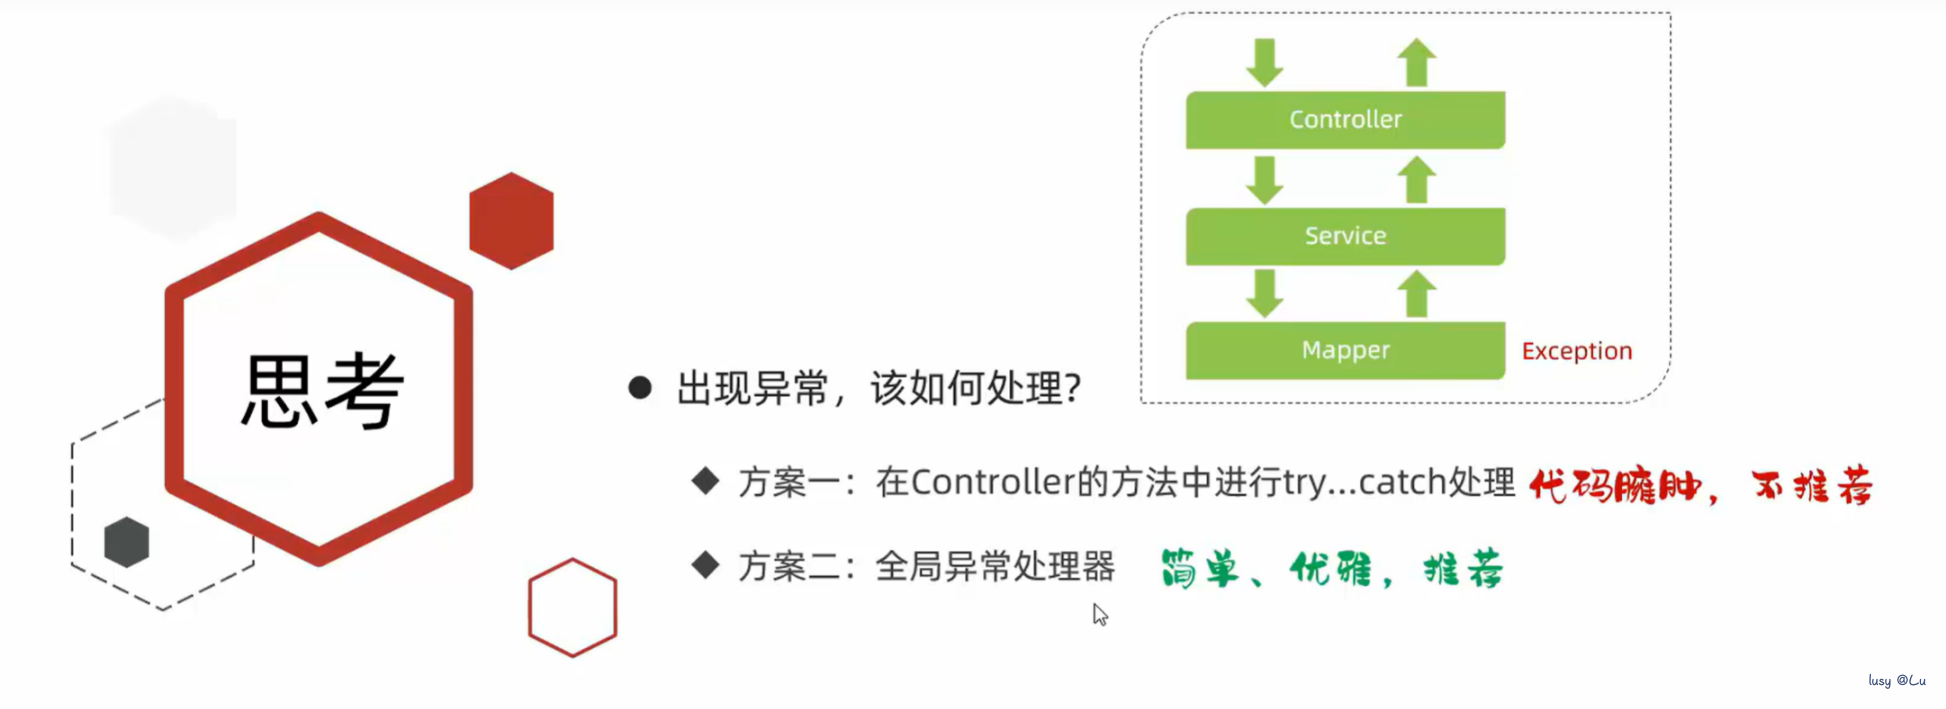 Controller
Service
Mapper
Exception
思考
出现异常，该如何处理？
方案一：在Controller的方法中进行try...catch处理 代码臃肿，不推荐
方案二：全局异常处理器 简单、优雅，推荐
lusy @Lu